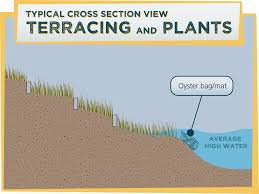 TYPICAL CROSS SECTION VIEW
TERRACING AND PLANTS
Oyster bag/mat
AVERAGE
HIGH WATER